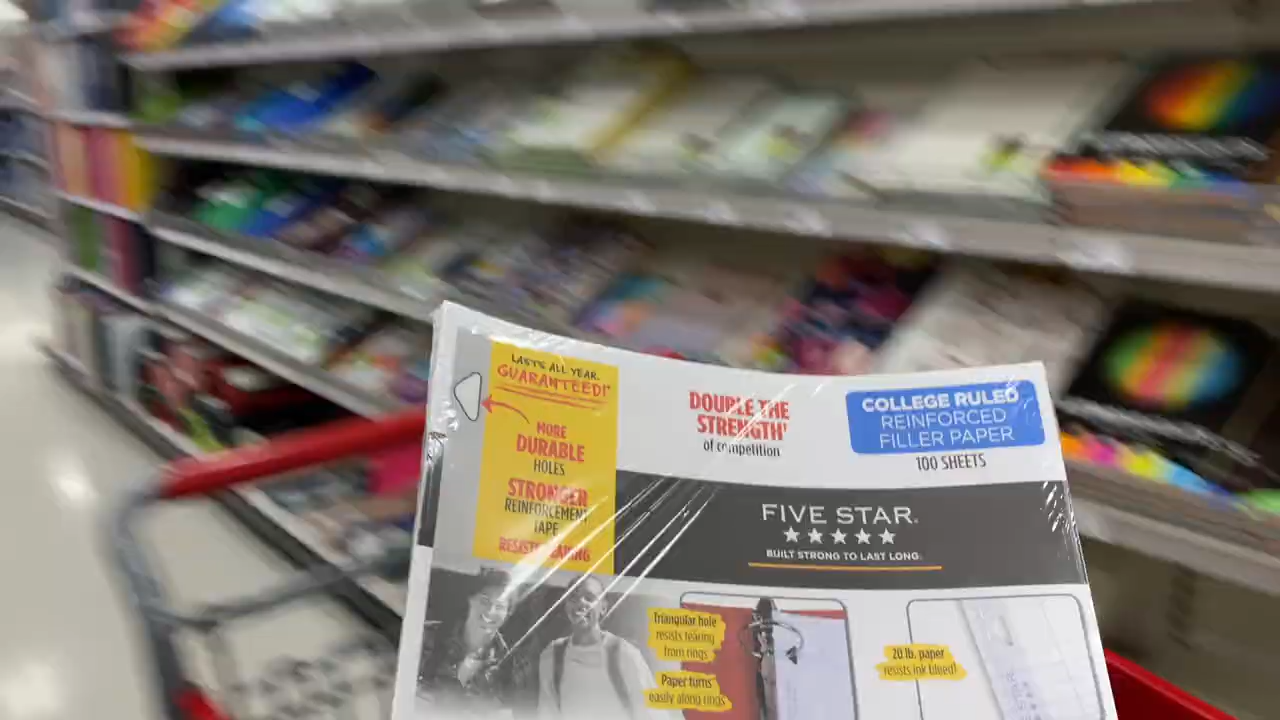 LASTS ALL YEAR.
GUARANTEED!*
MORE
DURABLE
HOLES
STRONGER
REINFORCEMENT
TAPE
RESISTS TEARING
DOUBLE THE
STRENGTH†
of competition
COLLEGE RULED
REINFORCED
FILLER PAPER
100 SHEETS
FIVE STAR®
BUILT STRONG TO LAST LONG.
Triangular hole
resists tearing
from rings
Paper turns
easily along rings
20 lb. paper
resists ink bleed‡